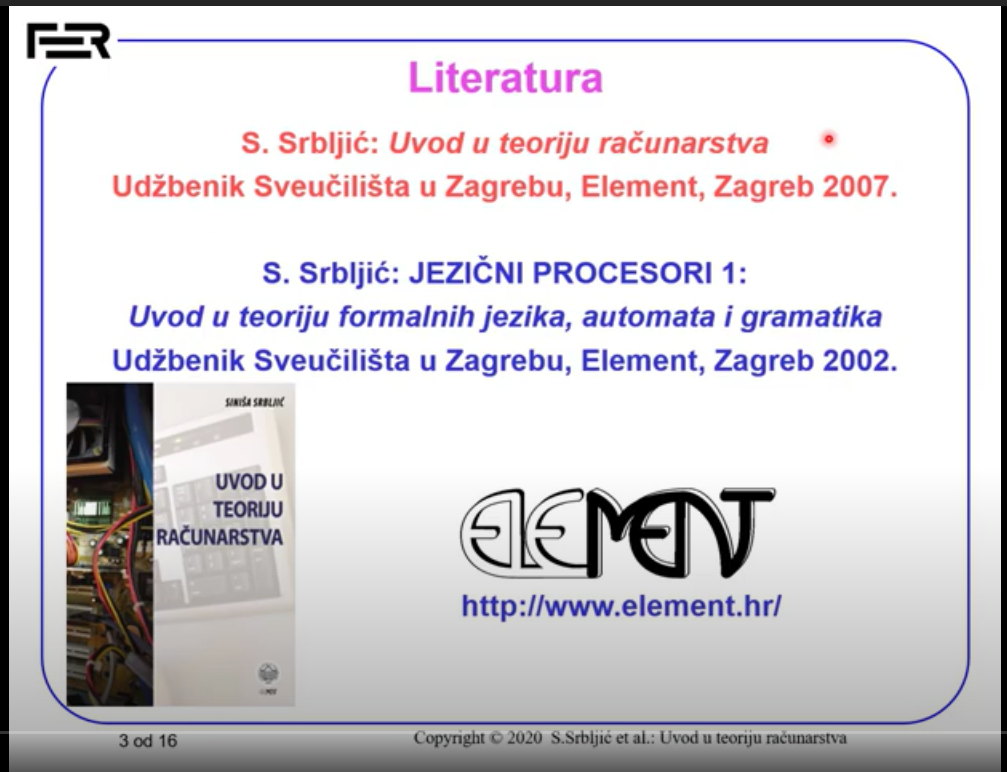 FER
Literatura
S. Srbljić: Uvod u teoriju računarstva
Udžbenik Sveučilišta u Zagrebu, Element, Zagreb 2007.
S. Srbljić: JEZIČNI PROCESORI 1:
Uvod u teoriju formalnih jezika, automata i gramatika
Udžbenik Sveučilišta u Zagrebu, Element, Zagreb 2002.
SINIŠA SRBLJIĆ
UVOD U
TEORIJU
RAČUNARSTVA
ELEMENT
http://www.element.hr/
3 od 16
Copyright © 2020 S.Srbljić et al.: Uvod u teoriju računarstva